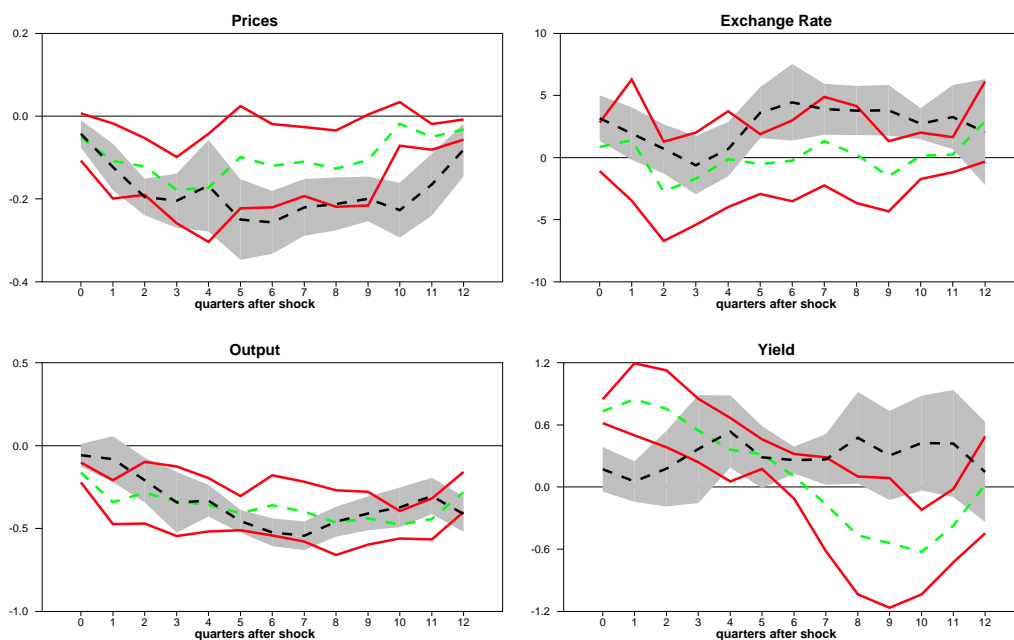 Prices
0.2
0.0
-0.2
-0.4
0 1 2 3 4 5 6 7 8 9 10 11 12
quarters after shock
Exchange Rate
10
5
0
-5
-10
0 1 2 3 4 5 6 7 8 9 10 11 12
quarters after shock
Output
0.5
0.0
-0.5
-1.0
0 1 2 3 4 5 6 7 8 9 10 11 12
quarters after shock
Yield
1.2
0.6
0.0
-0.6
-1.2
0 1 2 3 4 5 6 7 8 9 10 11 12
quarters after shock